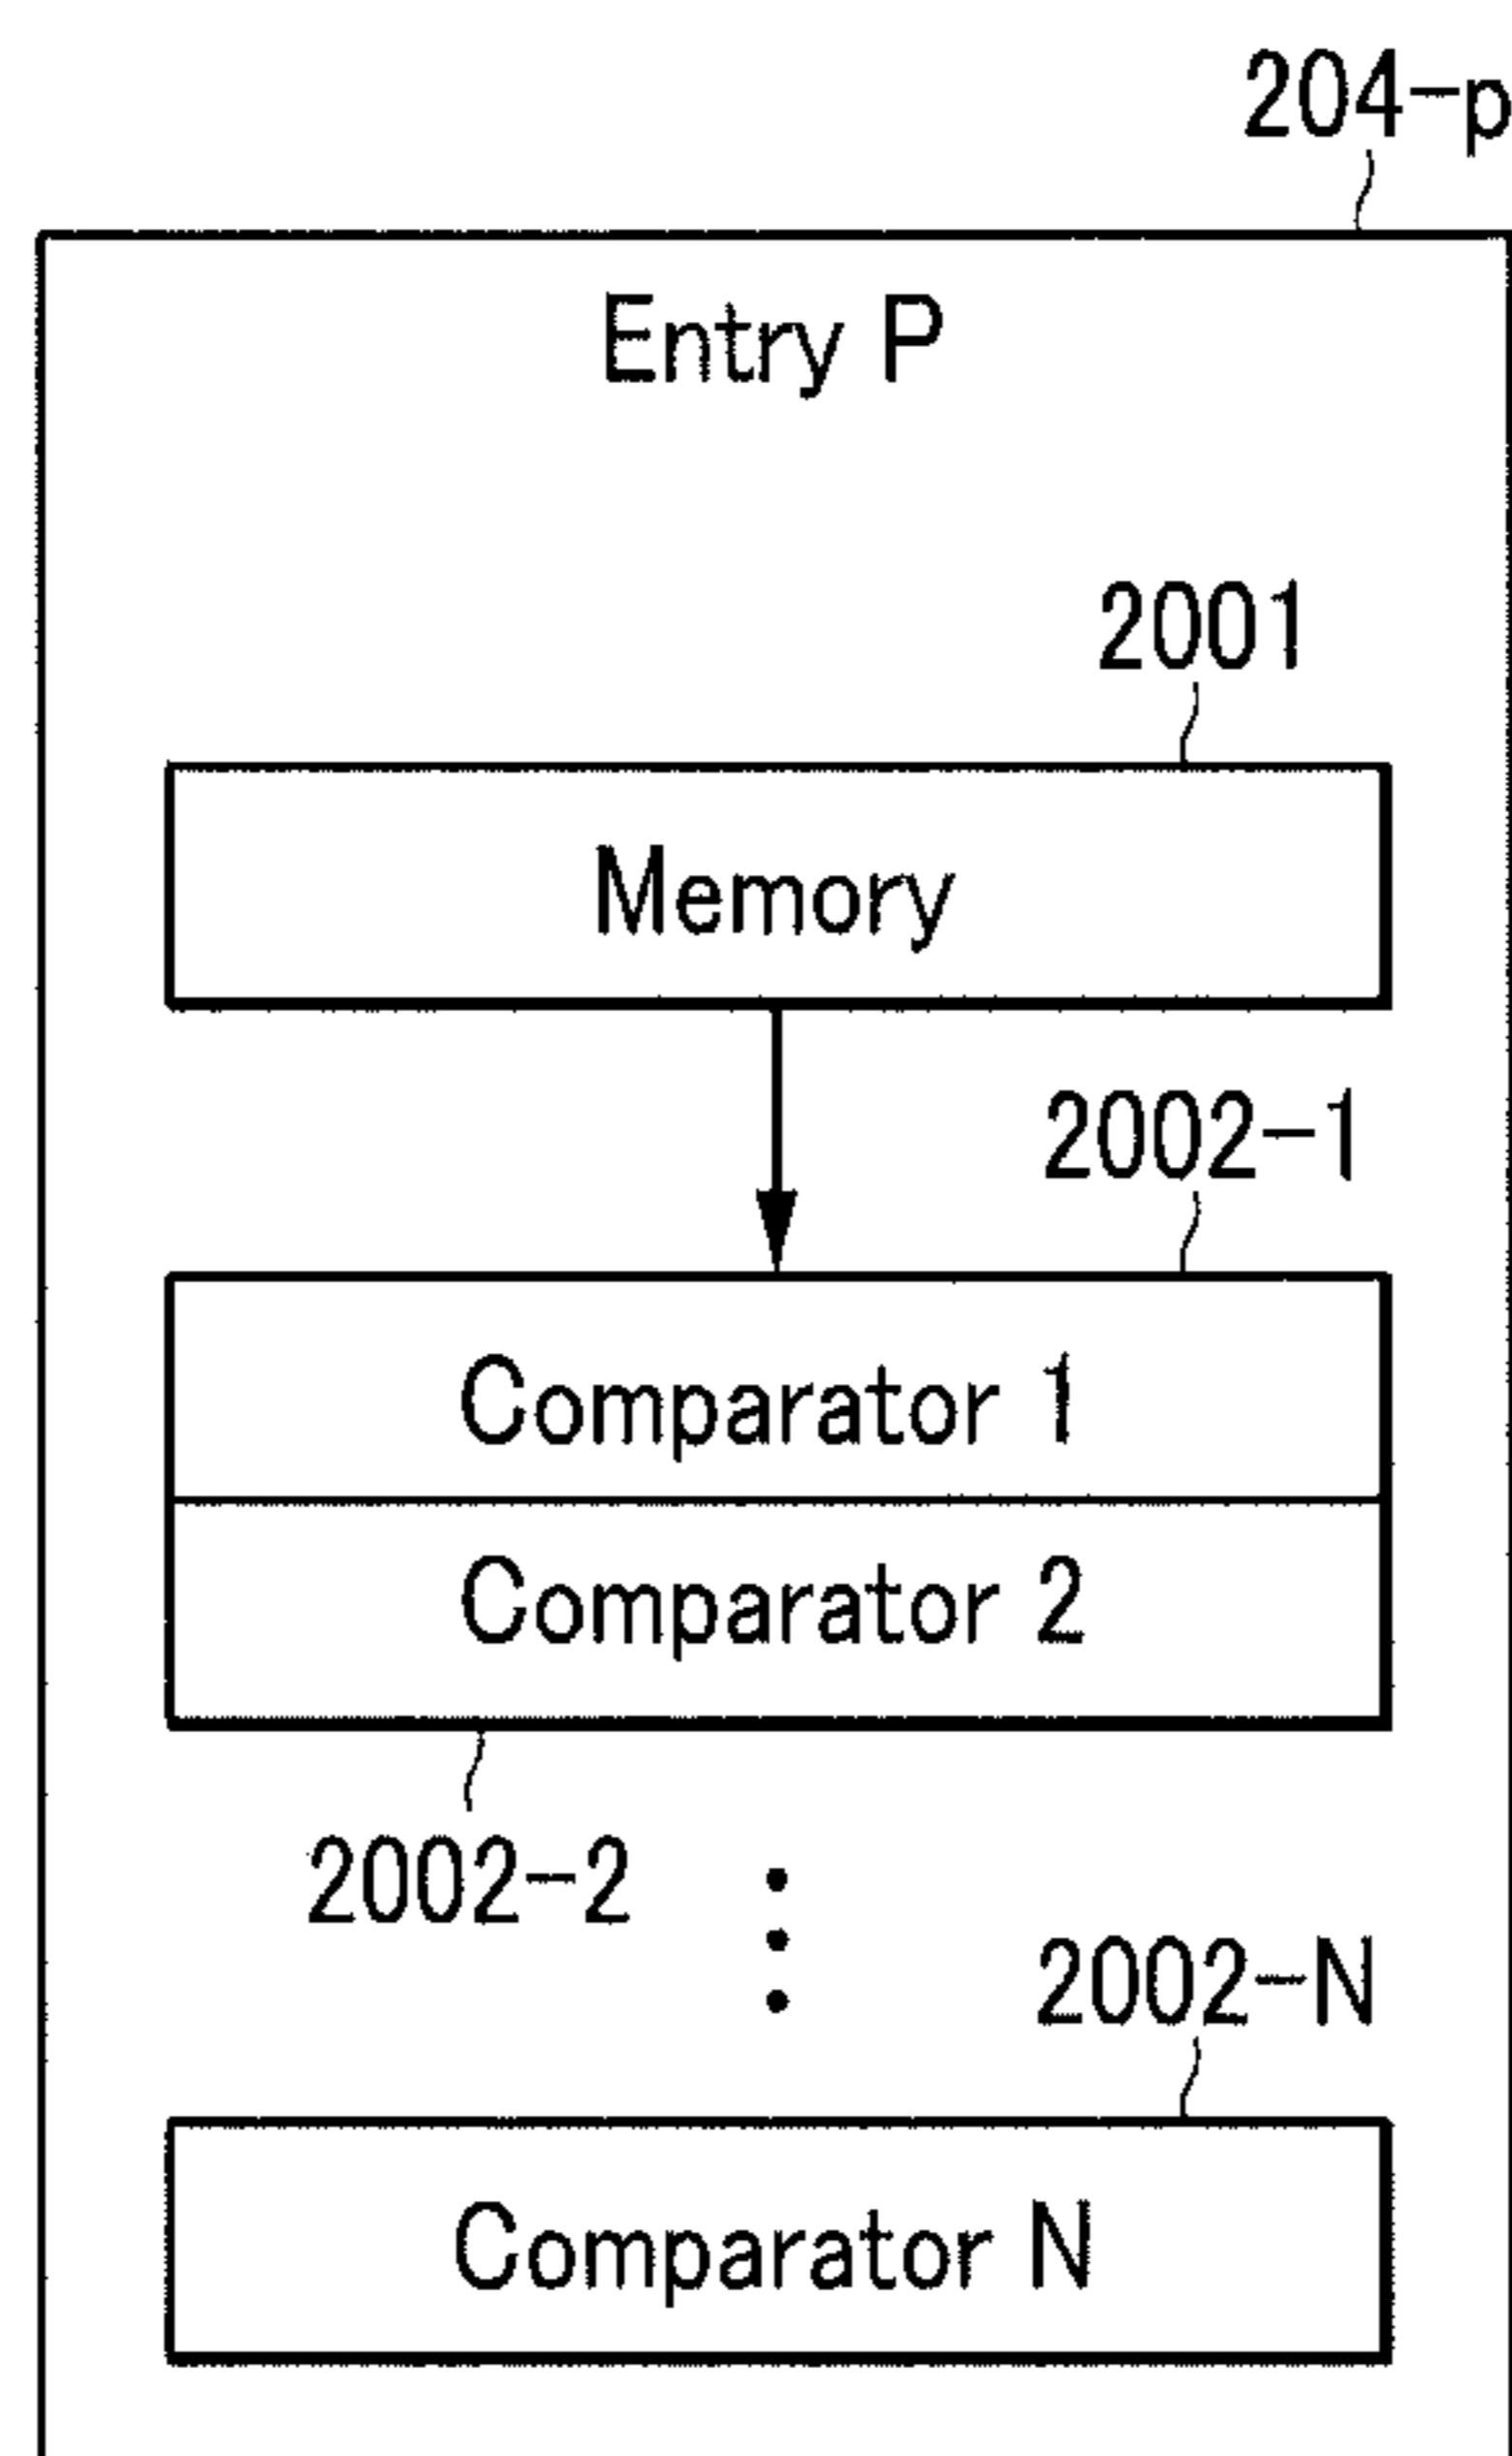 204-p
Entry P
2001
Memory
2002-1
Comparator 1
Comparator 2
2002-2
2002-N
Comparator N